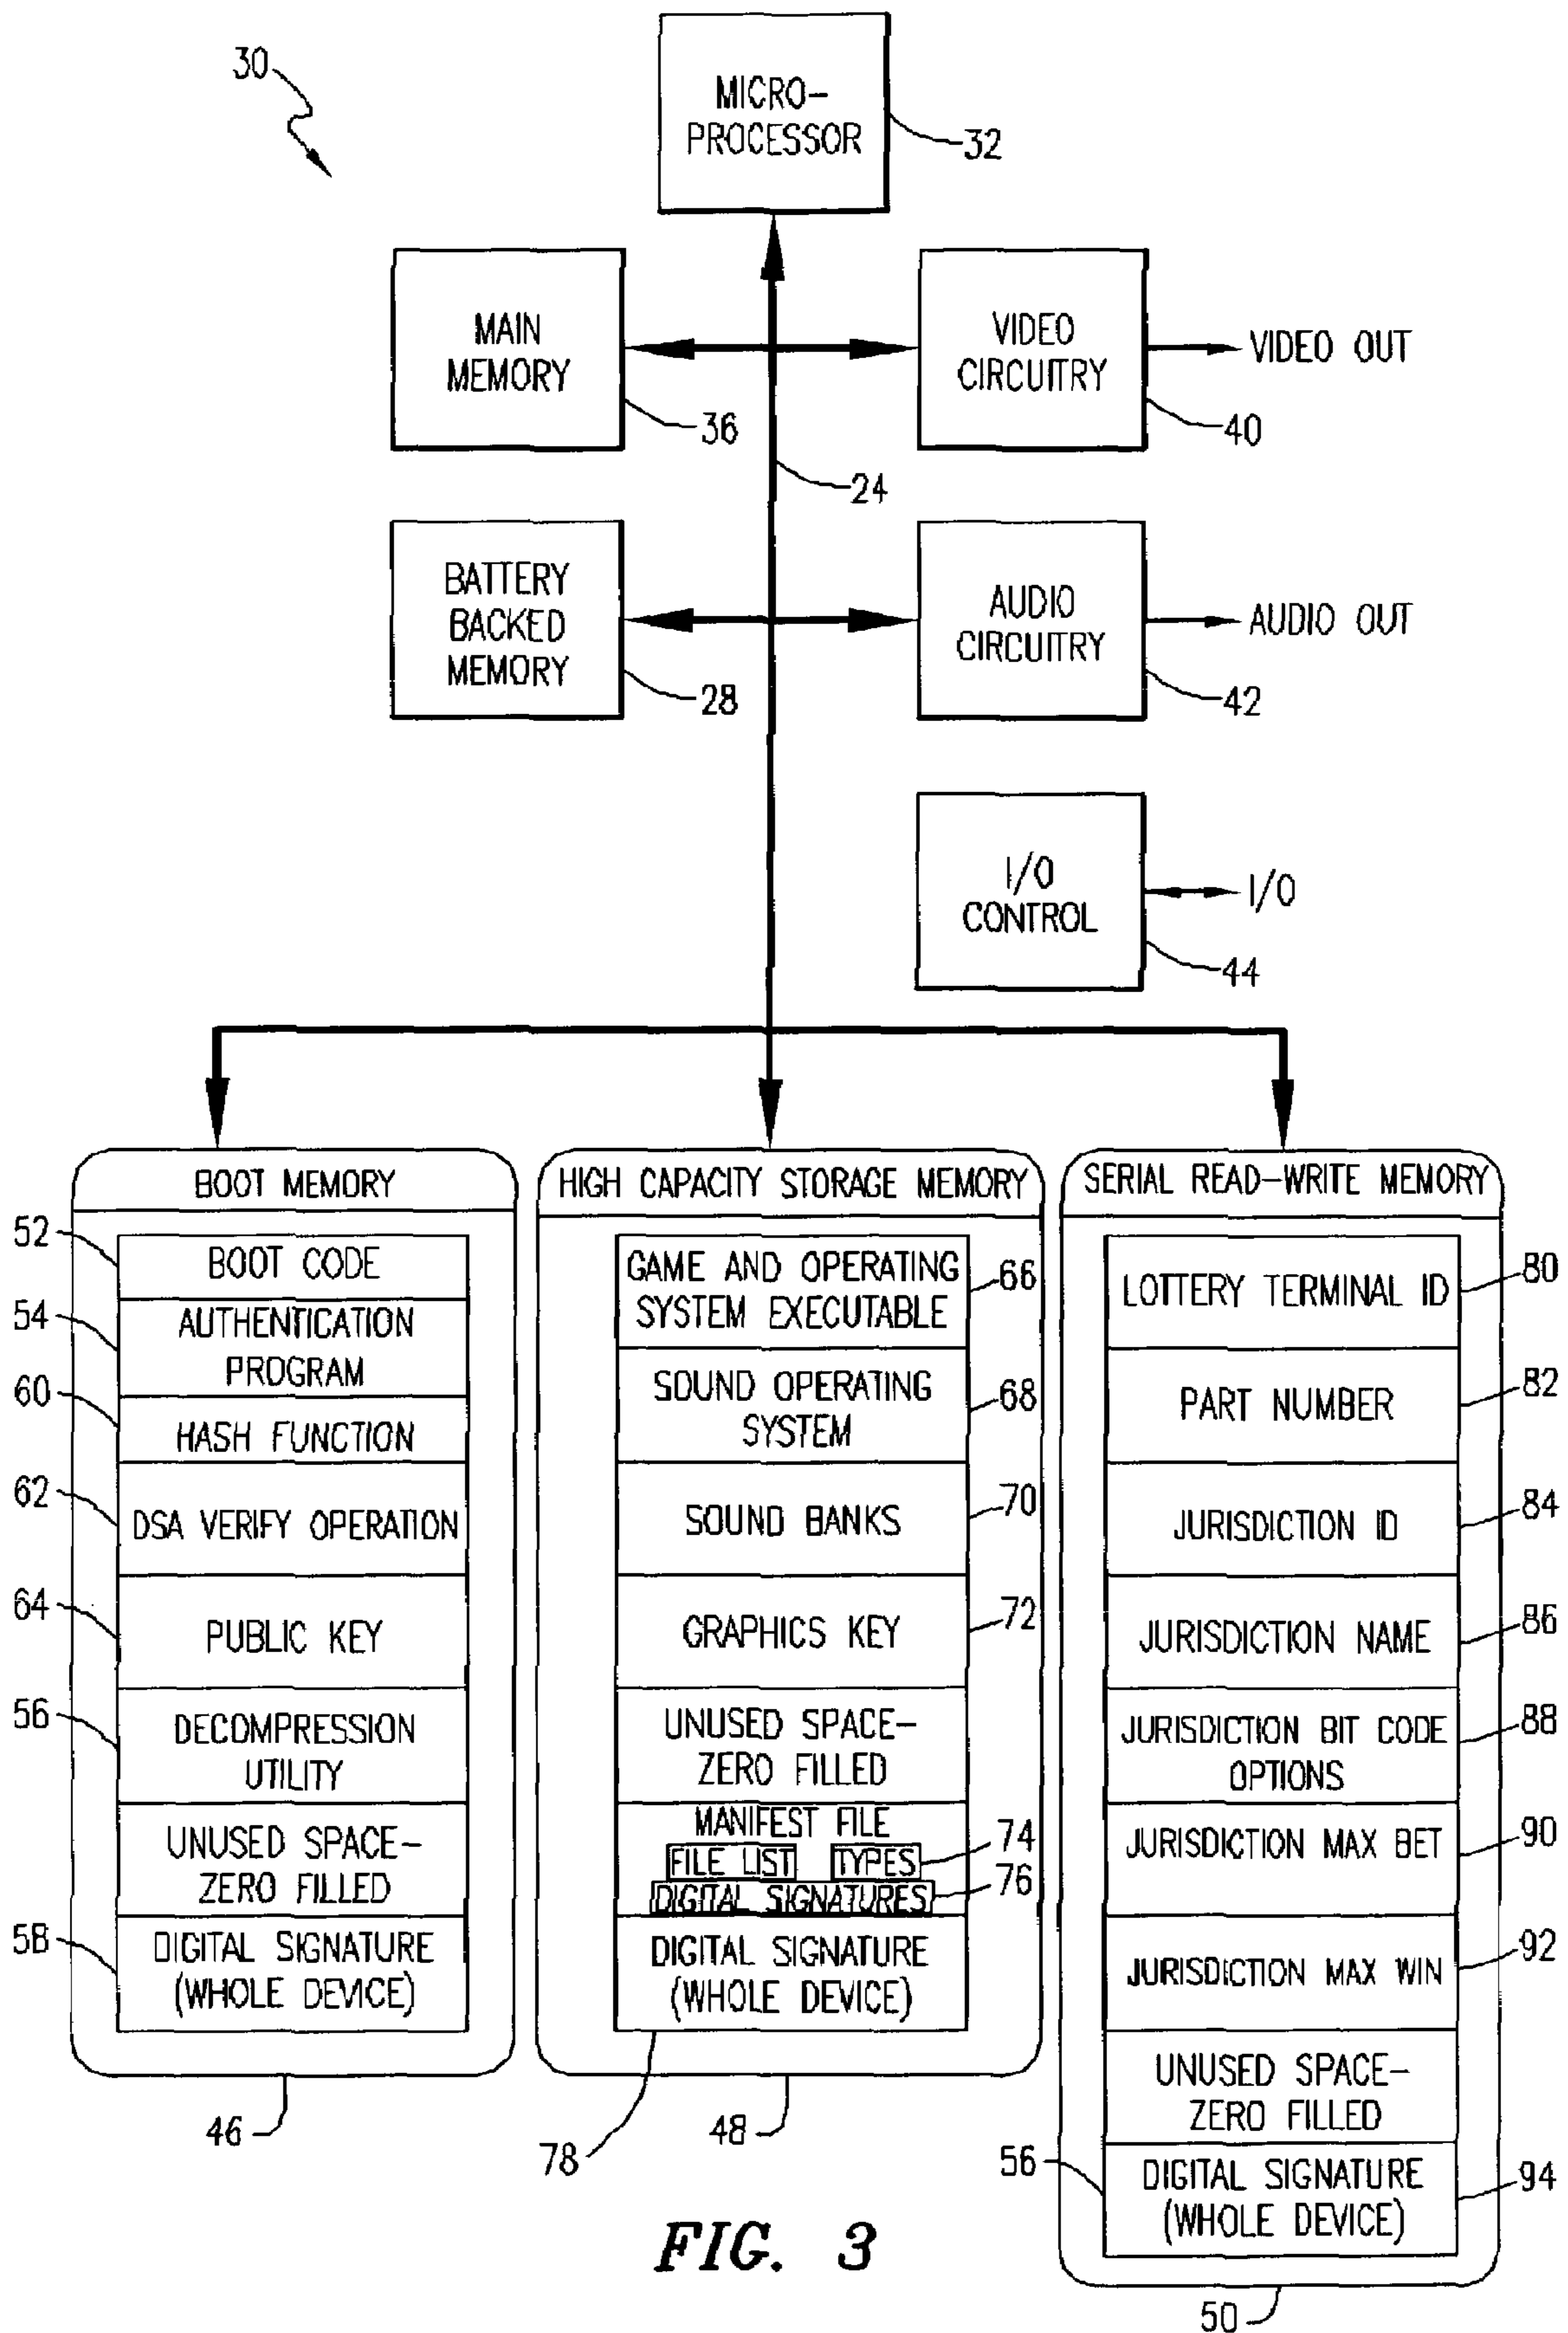 30
MICRO-
PROCESSOR
32
MAIN
MEMORY
36
VIDEO
CIRCUITRY
VIDEO OUT
40
24
BATTERY
BACKED
MEMORY
28
AUDIO
CIRCUITRY
AUDIO OUT
42
I/O
CONTROL
I/O
44
BOOT MEMORY
52
BOOT CODE
54
AUTHENTICATION
PROGRAM
60
HASH FUNCTION
62
DSA VERIFY OPERATION
64
PUBLIC KEY
56
DECOMPRESSION
UTILITY
UNUSED SPACE-
ZERO FILLED
58
DIGITAL SIGNATURE
(WHOLE DEVICE)
46
HIGH CAPACITY STORAGE MEMORY
GAME AND OPERATING
SYSTEM EXECUTABLE
66
SOUND OPERATING
SYSTEM
68
SOUND BANKS
70
GRAPHICS KEY
72
UNUSED SPACE-
ZERO FILLED
MANIFEST FILE
FILE LIST TYPES
74
DIGITAL SIGNATURES
76
DIGITAL SIGNATURE
(WHOLE DEVICE)
78
48
SERIAL READ-WRITE MEMORY
LOTTERY TERMINAL ID
80
PART NUMBER
82
JURISDICTION ID
84
JURISDICTION NAME
86
JURISDICTION BIT CODE
OPTIONS
88
JURISDICTION MAX BET
90
JURISDICTION MAX WIN
92
UNUSED SPACE-
ZERO FILLED
56
DIGITAL SIGNATURE
(WHOLE DEVICE)
94
50
FIG. 3